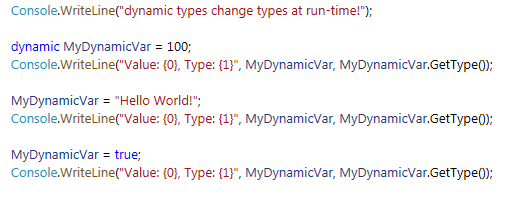 Console.WriteLine("dynamic types change types at run-time!");
dynamic MyDynamicVar = 100;
Console.WriteLine("Value: {0}, Type: {1}", MyDynamicVar, MyDynamicVar.GetType());
MyDynamicVar = "Hello World!";
Console.WriteLine("Value: {0}, Type: {1}", MyDynamicVar, MyDynamicVar.GetType());
MyDynamicVar = true;
Console.WriteLine("Value: {0}, Type: {1}", MyDynamicVar, MyDynamicVar.GetType());